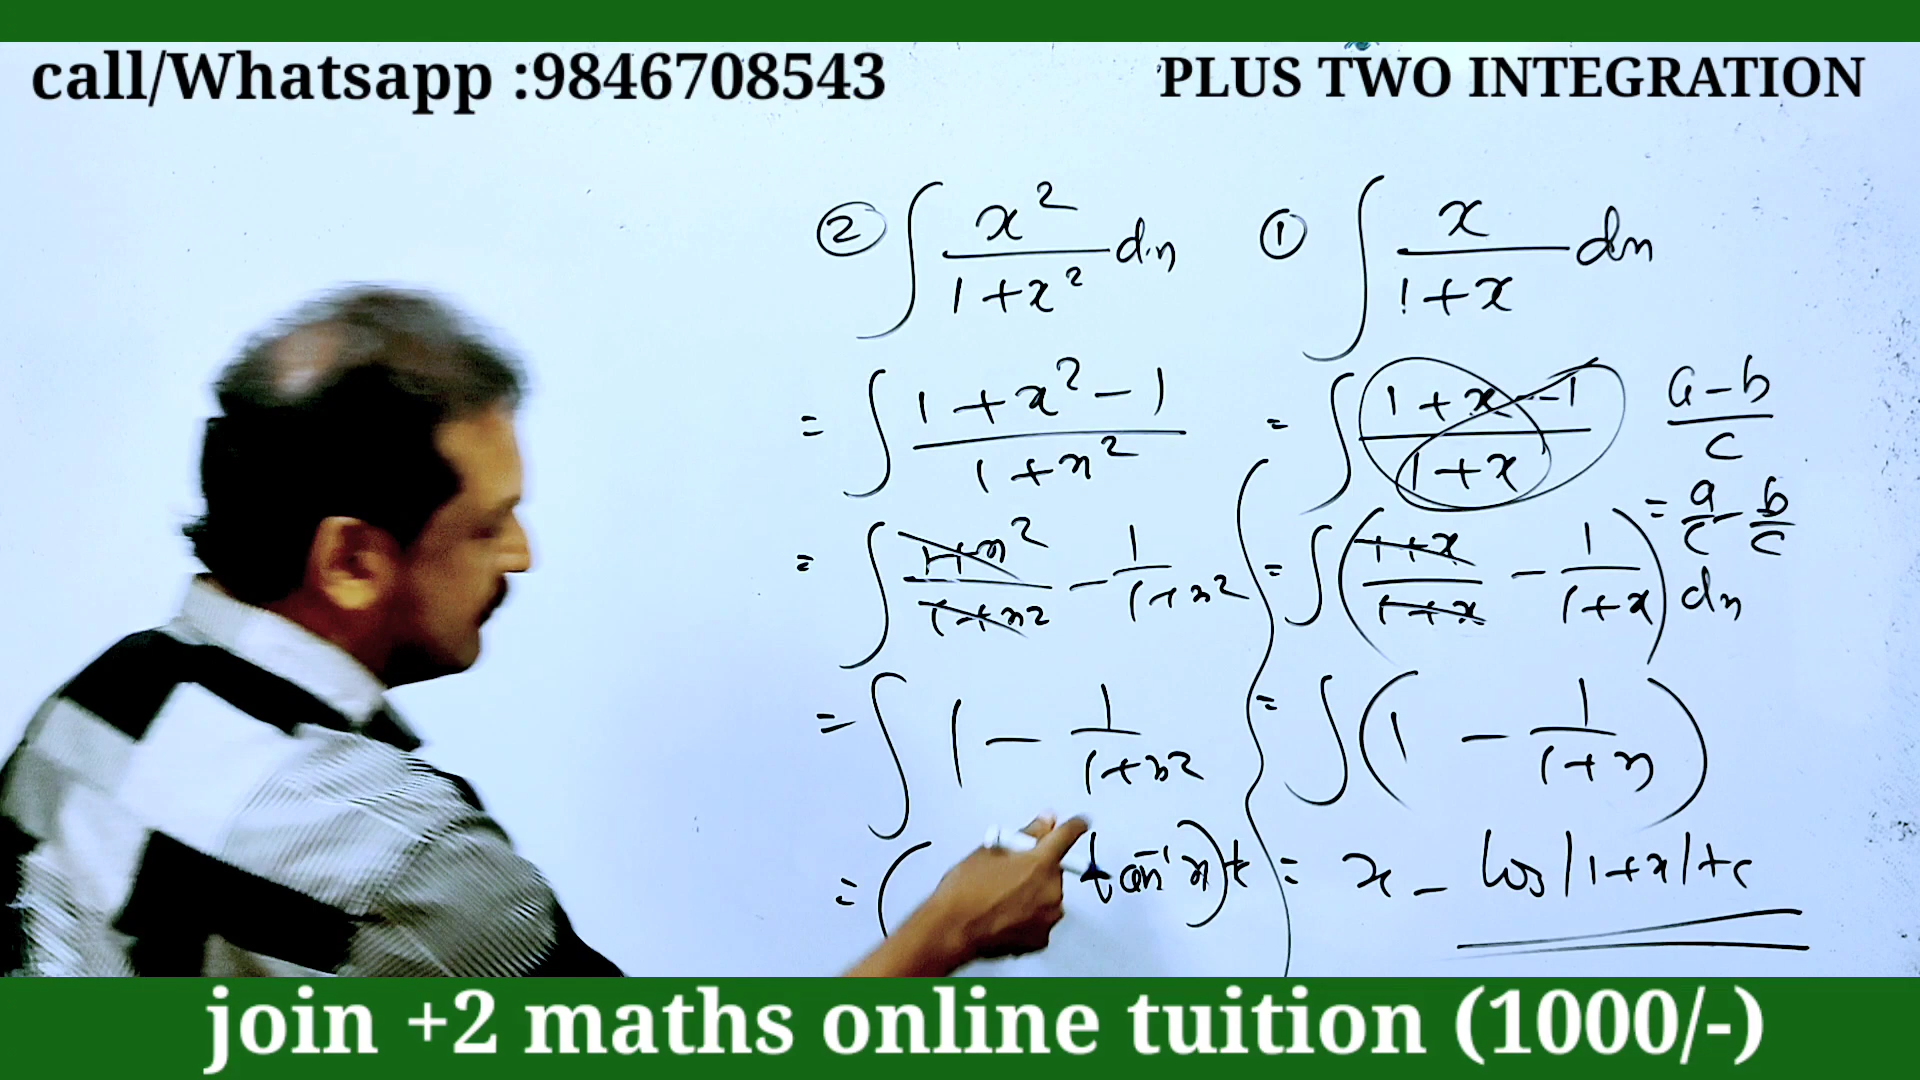 call/Whatsapp :9846708543
PLUS TWO INTEGRATION
② ∫ x² / 1+x² dx
= ∫ 1+x²-1 / 1+x²
= ∫ 1+x² / 1+x² - 1 / 1+x²
= ∫ 1 - 1 / 1+x²
= ( tan⁻¹x) +
① ∫ x / 1+x dx
= ∫ 1+x-1 / 1+x
a-b / c
= a/c - b/c
= ∫ (1+x / 1+x - 1 / 1+x) dx
= ∫ (1 - 1 / 1+x)
= x - log|1+x|+c
join +2 maths online tuition (1000/-)